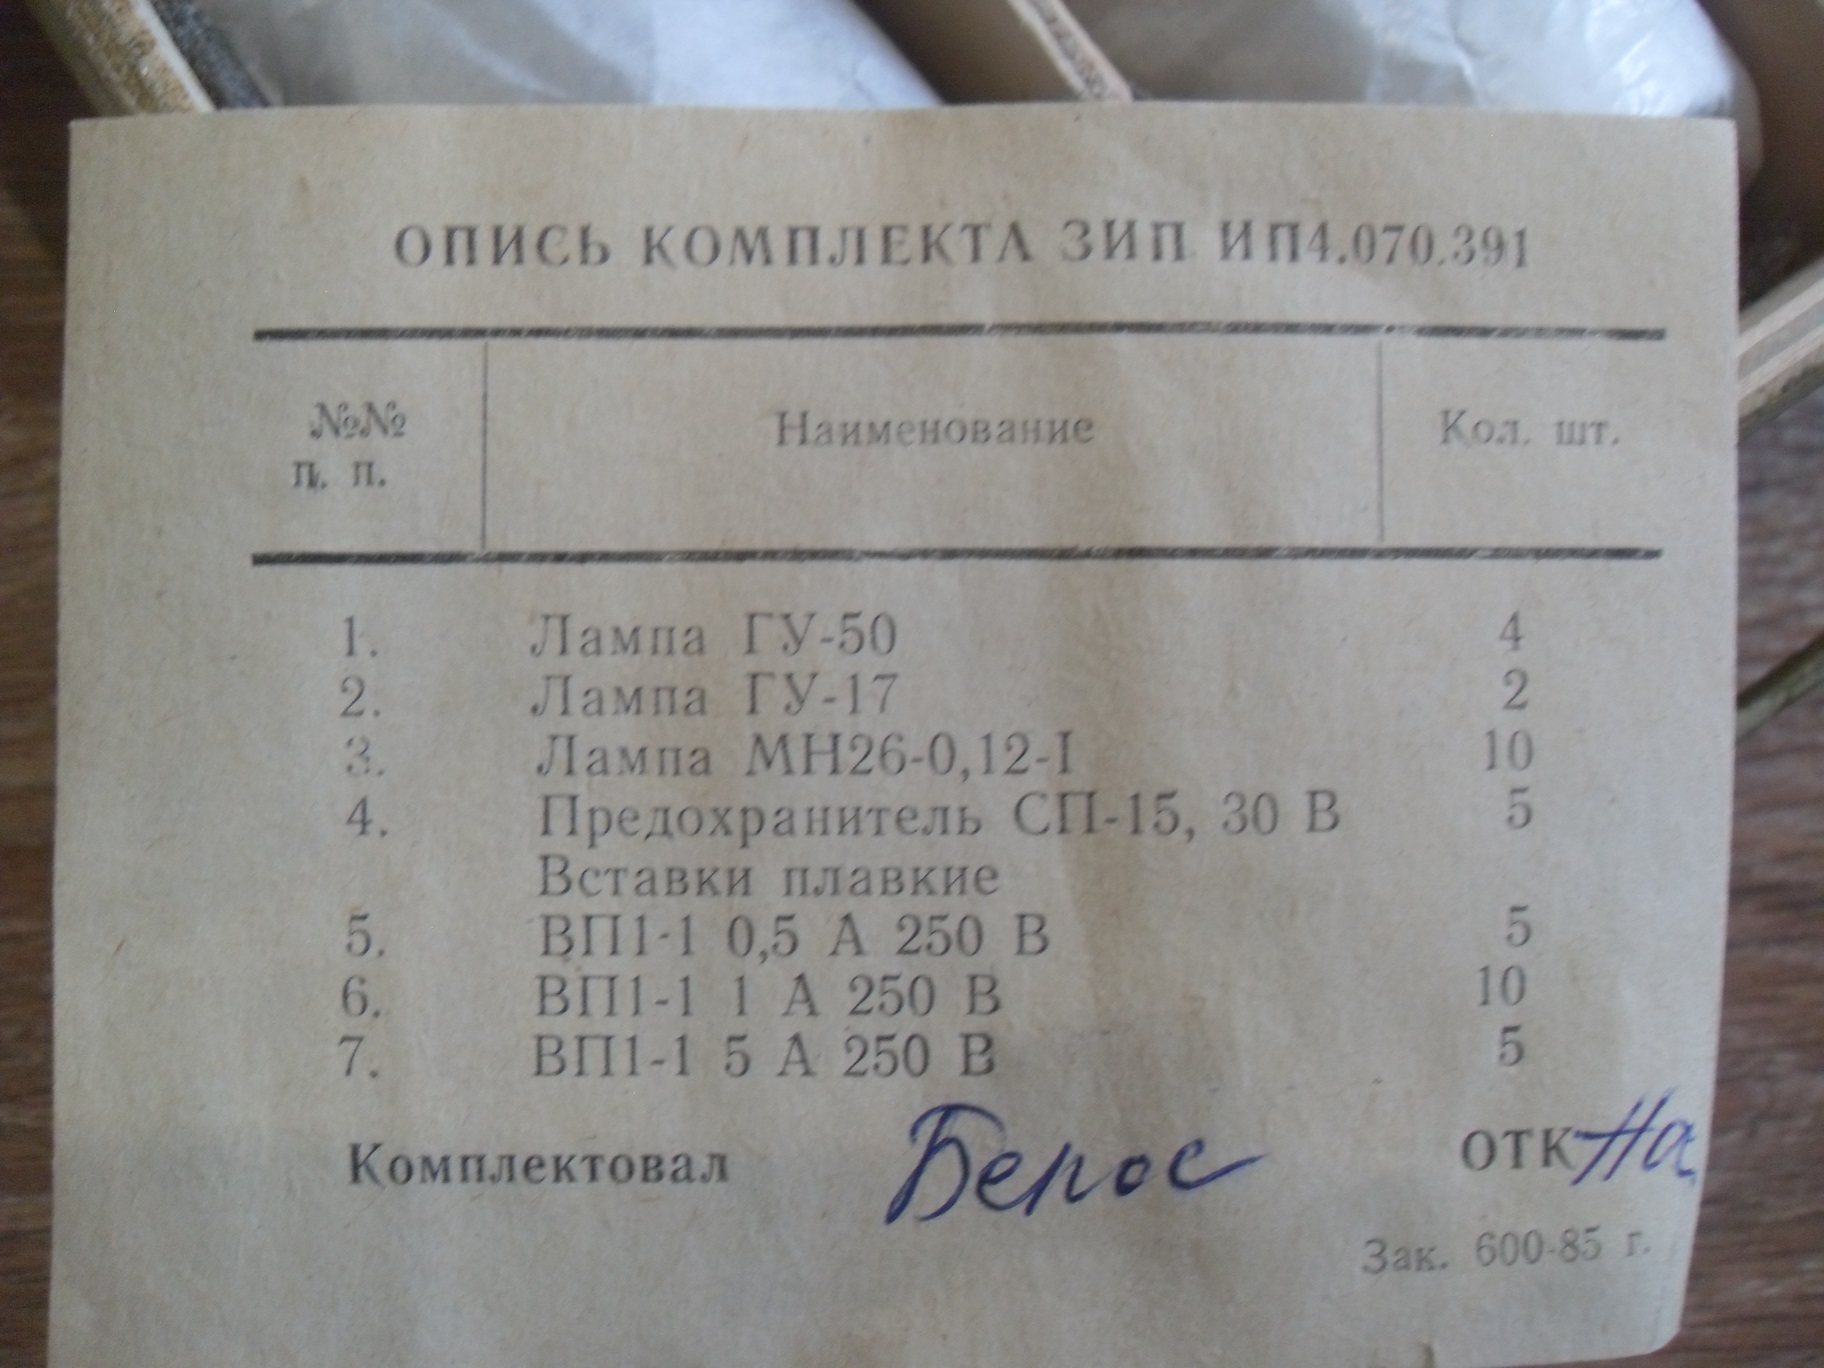 ОПИСЬ КОМПЛЕКТА ЗИП ИП4.070.391
№№ п. п. Наименование Кол. шт.
1. Лампа ГУ-50 4
2. Лампа ГУ-17 2
3. Лампа МН26-0,12-I 10
4. Предохранитель СП-15, 30 В 5
Вставки плавкие
5. ВП1-1 0,5 А 250 В 5
6. ВП1-1 1 А 250 В 10
7. ВП1-1 5 А 250 В 5
Комплектовал ОТК
Зак. 600-85 г.